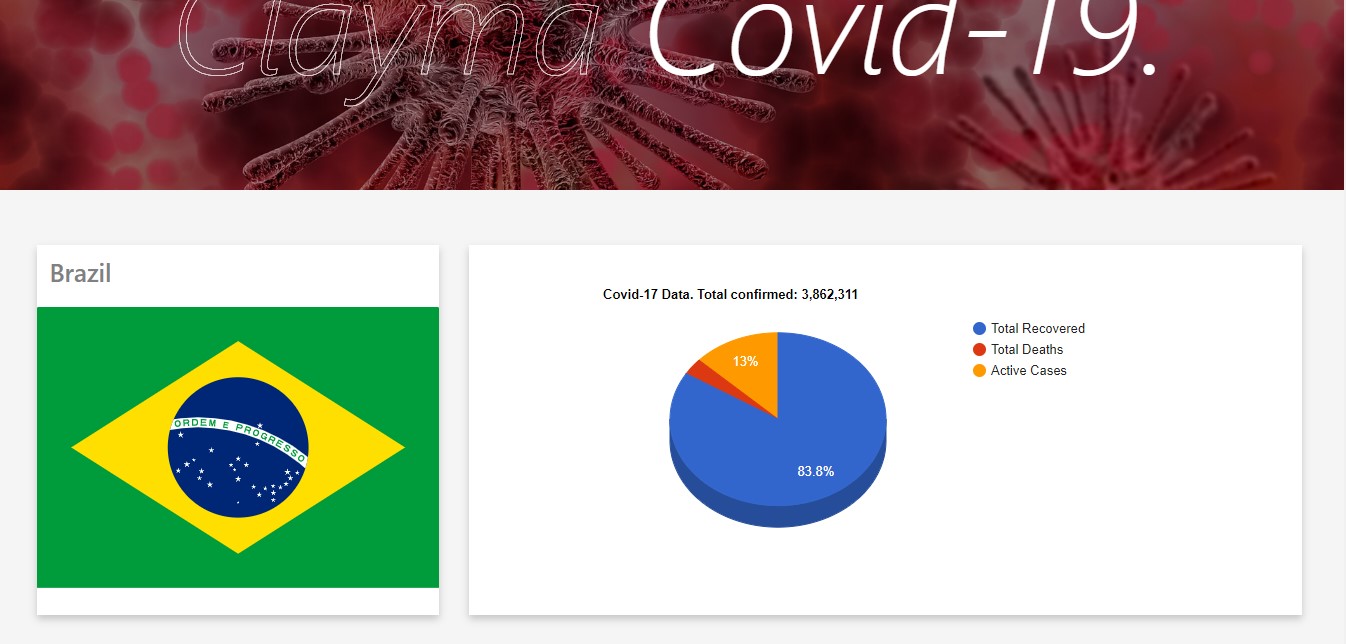 Clayma Covid-19.
Brazil
ORDEM E PROGRESSO
Covid-17 Data. Total confirmed: 3,862,311
Total Recovered
Total Deaths
Active Cases
13%
83.8%